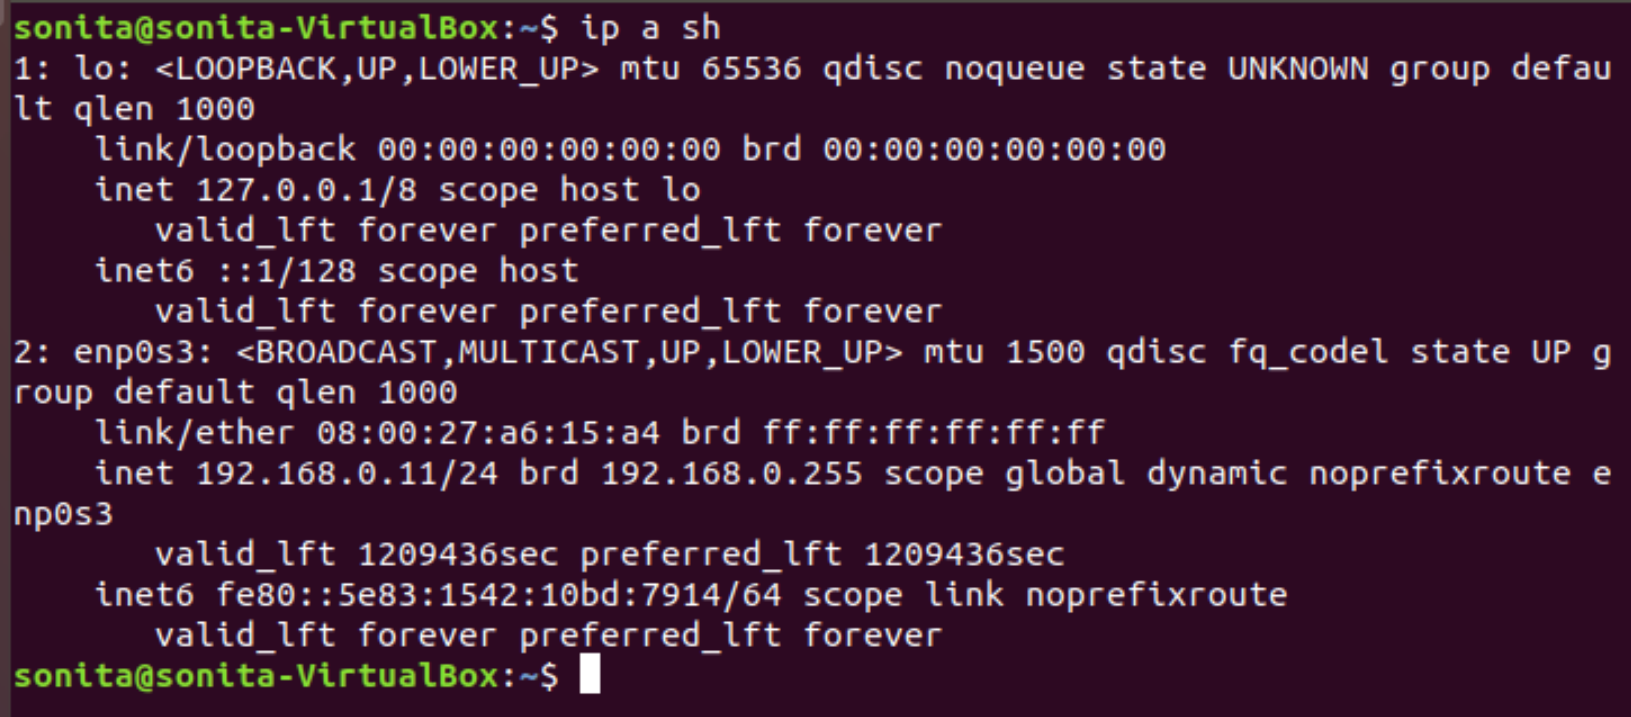 sonita@sonita-VirtualBox:~$ ip a sh
1: lo: <LOOPBACK,UP,LOWER_UP> mtu 65536 qdisc noqueue state UNKNOWN group defau
lt qlen 1000
    link/loopback 00:00:00:00:00:00 brd 00:00:00:00:00:00
    inet 127.0.0.1/8 scope host lo
       valid_lft forever preferred_lft forever
    inet6 ::1/128 scope host
       valid_lft forever preferred_lft forever
2: enp0s3: <BROADCAST,MULTICAST,UP,LOWER_UP> mtu 1500 qdisc fq_codel state UP g
roup default qlen 1000
    link/ether 08:00:27:a6:15:a4 brd ff:ff:ff:ff:ff:ff
    inet 192.168.0.11/24 brd 192.168.0.255 scope global dynamic noprefixroute e
np0s3
       valid_lft 1209436sec preferred_lft 1209436sec
    inet6 fe80::5e83:1542:10bd:7914/64 scope link noprefixroute
       valid_lft forever preferred_lft forever
sonita@sonita-VirtualBox:~$